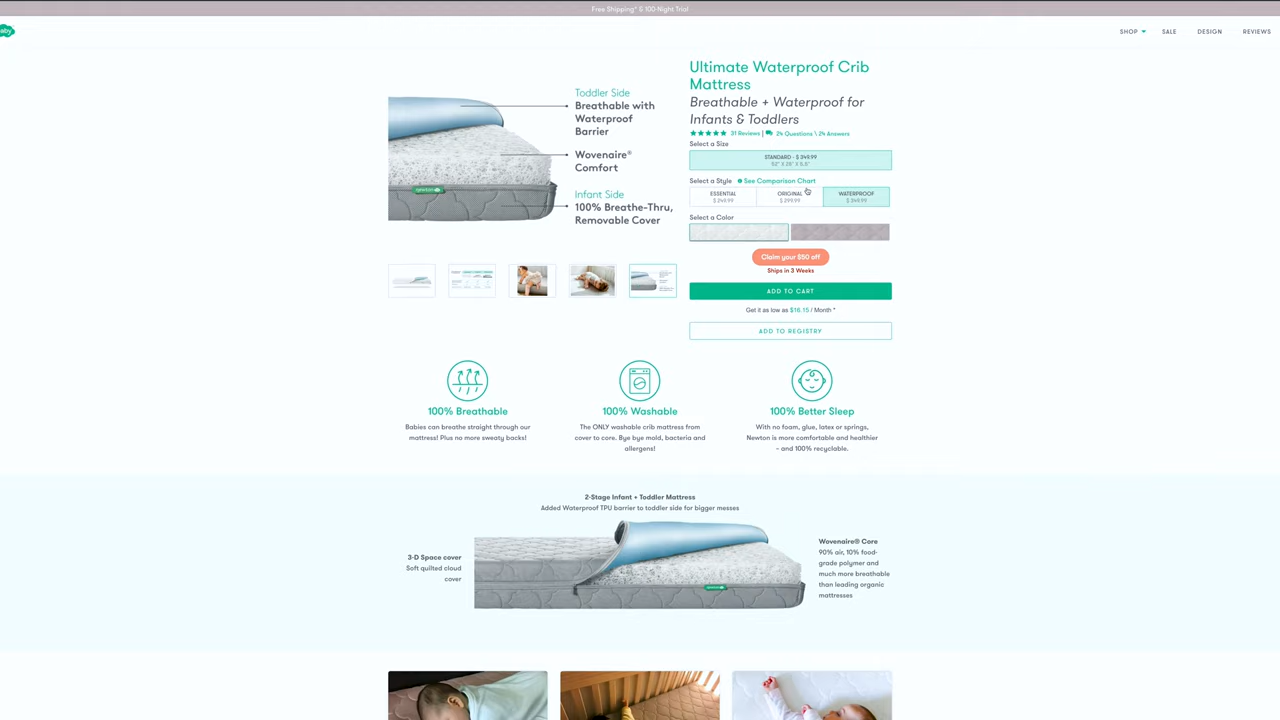 Free Shipping* & 100 Night Trial
aby
SHOP
SALE
DESIGN
REVIEWS
Toddler Side
Breathable with
Waterproof
Barrier
Wovenaire®
Comfort
Infant Side
100% Breathe-Thru,
Removable Cover
Ultimate Waterproof Crib
Mattress
Breathable + Waterproof for
Infants & Toddlers
31 Reviews | 24 Questions \ 24 Answers
Select a Size
STANDARD - $ 349.99
52" X 28" X 5.5"
Select a Style See Comparison Chart
ESSENTIAL
$ 249.99
ORIGINAL
$ 299.99
WATERPROOF
$ 349.99
Select a Color
Claim your $50 off
Ships in 3 Weeks
ADD TO CART
Get it as low as $18.15 / Month *
ADD TO REGISTRY
100% Breathable
Babies can breathe straight through our
mattress! Plus no more sweaty backs!
100% Washable
The ONLY washable crib mattress from
cover to core. Bye bye mold, bacteria and
allergens!
100% Better Sleep
With no foam, glue, latex or springs,
Newton is more comfortable and healthier
– and 100% recyclable.
2-Stage Infant + Toddler Mattress
Added Waterproof TPU barrier to toddler side for bigger messes
3-D Space cover
Soft quilted cloud
cover
Wovenaire® Core
90% air, 10% food-
grade polymer and
much more breathable
than leading organic
mattresses